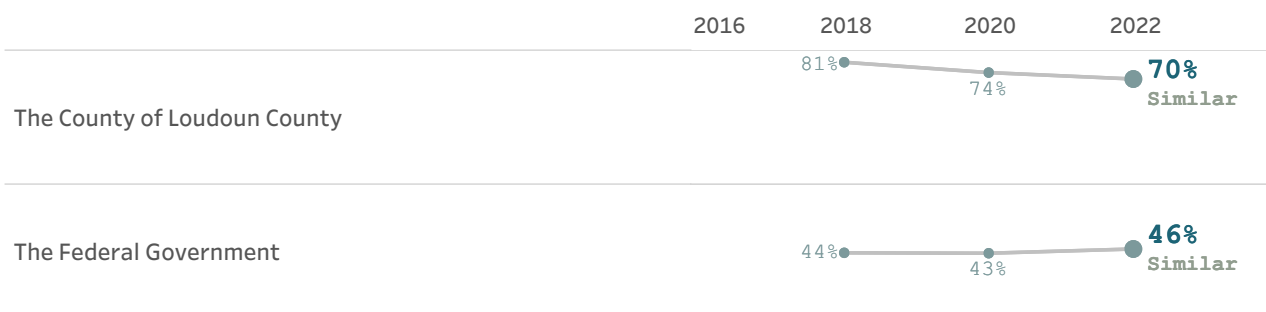 2016 2018 2020 2022
81% 74% 70%
Similar
The County of Loudoun County
44% 43% 46%
Similar
The Federal Government